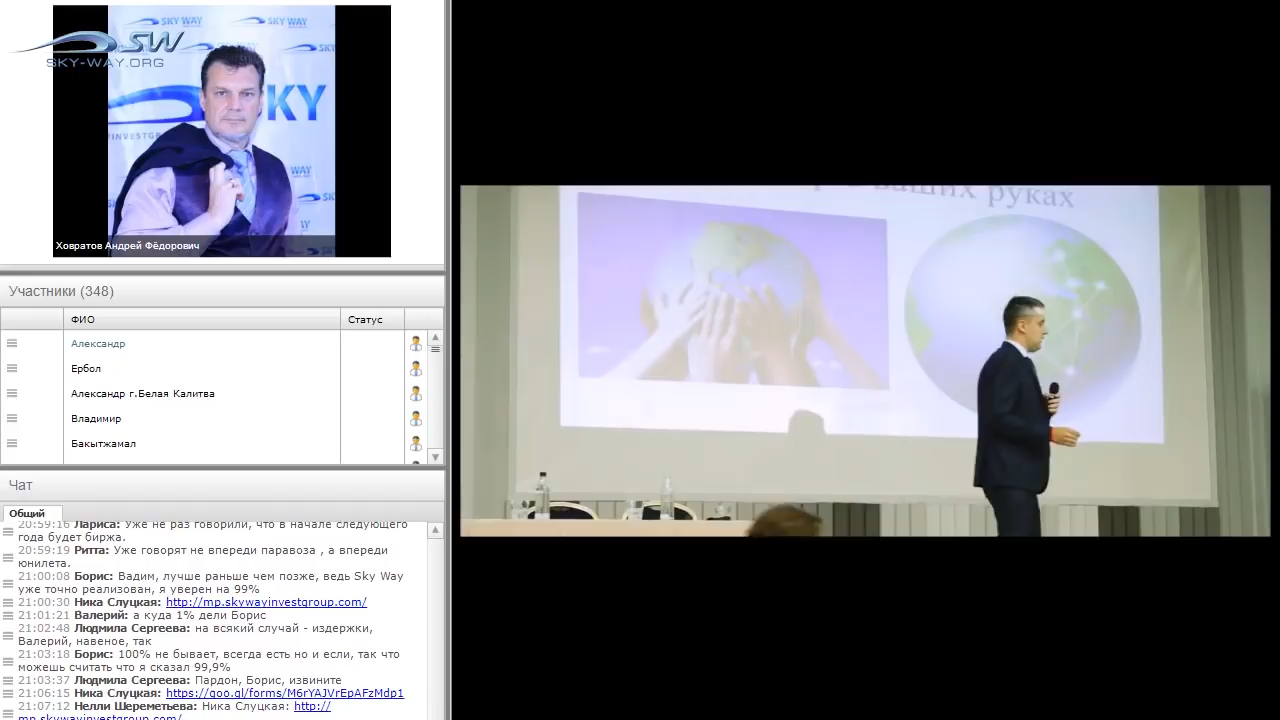 SKY WAY
SKY WAY
SW
SKY-WAY.ORG
SKY
Ховратов Андрей Фёдорович
ваших руках
Участники (348)
ФИО
Статус
Александр
Ербол
Александр г.Белая Калитва
Владимир
Бакытжамал
Чат
Общий
20:59:16 Лариса: Уже не раз говорили, что в начале следующего
года будет биржа.
20:59:19 Ритта: Уже говорят не впереди паравоза , а впереди
юнилета.
21:00:08 Борис: Вадим, лучше раньше чем позже, ведь Sky Way
уже точно реализован, я уверен на 99%
21:00:30 Ника Слуцкая: http://mp.skywayinvestgroup.com/
21:01:21 Валерий: а куда 1% дели Борис
21:02:48 Людмила Сергеева: на всякий случай - издержки,
Валерий, навеное, так
21:03:18 Борис: 100% не бывает, всегда есть но и если, так что
можешь считать что я сказал 99,9%
21:03:37 Людмила Сергеева: Пардон, Борис, извините
21:06:15 Ника Слуцкая: https://goo.gl/forms/M6rYAJVrEpAFzMdp1
21:07:12 Нелли Шереметьева: Ника Слуцкая: http://
mp.skywayinvestgroup.com/